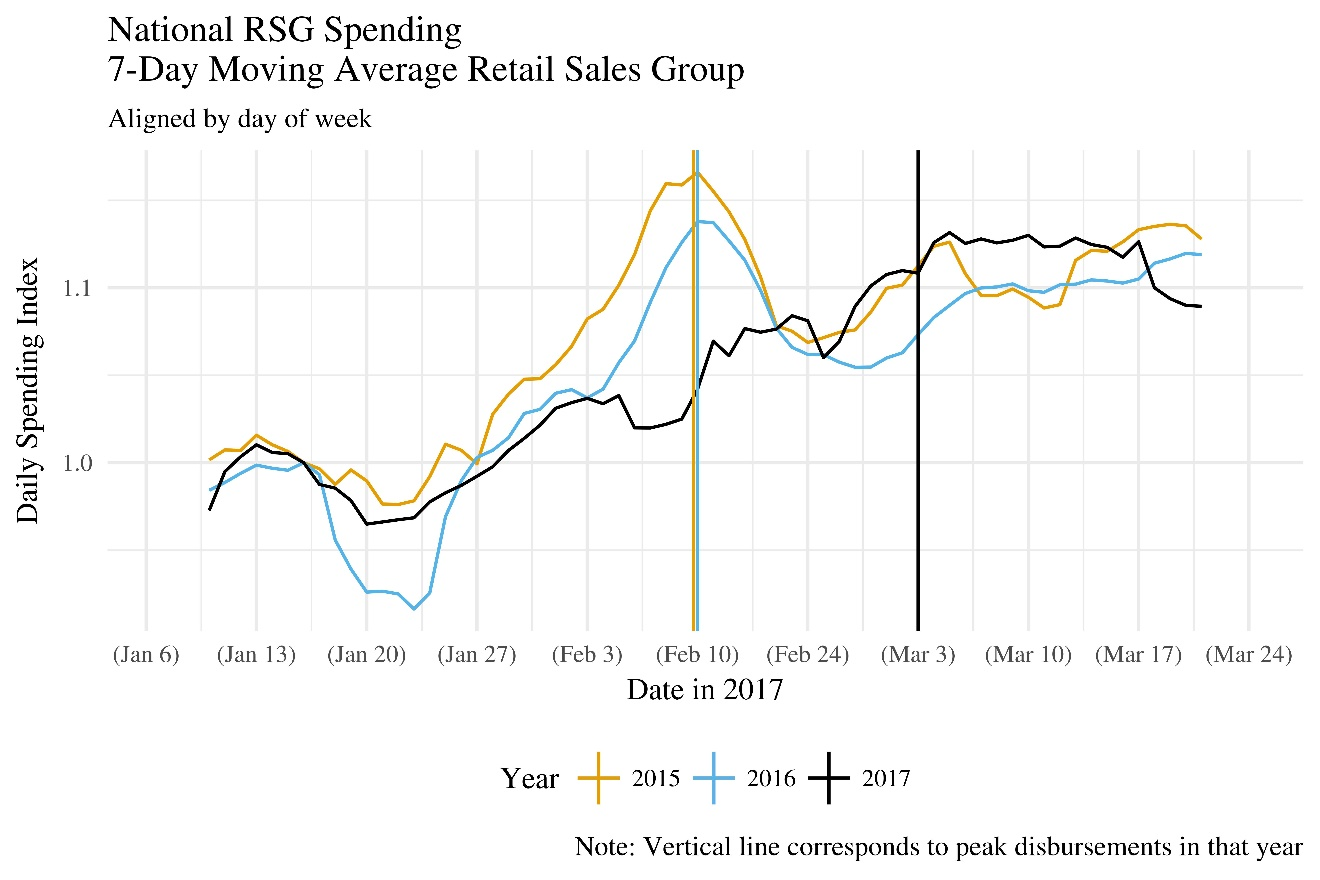 National RSG Spending
7-Day Moving Average Retail Sales Group
Aligned by day of week
Daily Spending Index
1.1
1.0
(Jan 6) (Jan 13) (Jan 20) (Jan 27) (Feb 3) (Feb 10) (Feb 24) (Mar 3) (Mar 10) (Mar 17) (Mar 24)
Date in 2017
Year 2015 2016 2017
Note: Vertical line corresponds to peak disbursements in that year